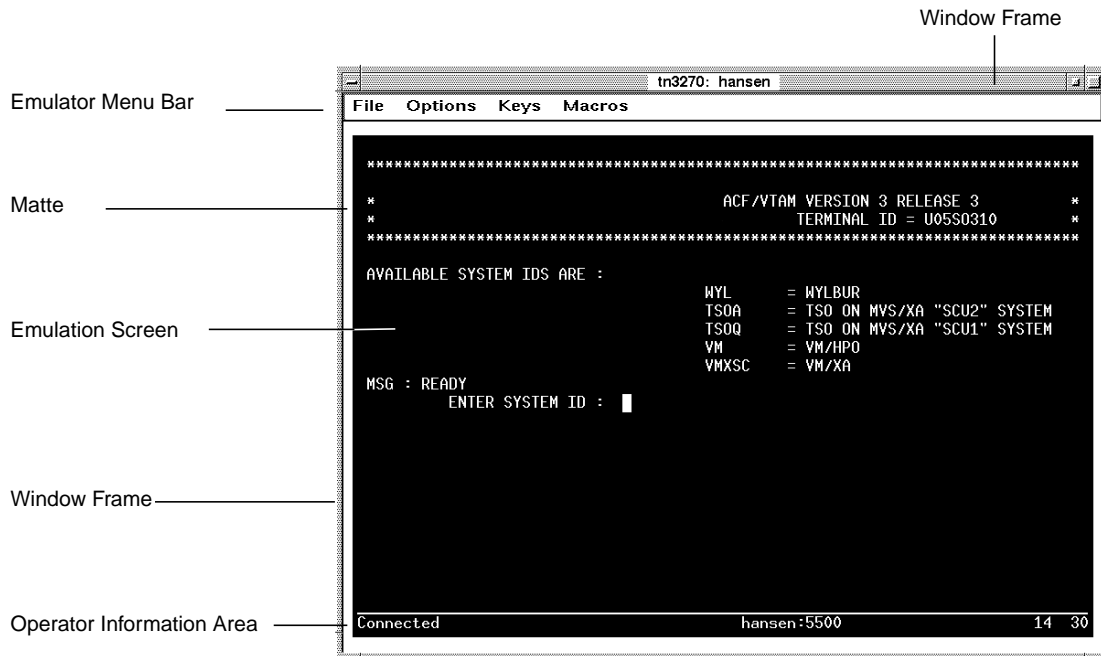 Window Frame
tn3270: hansen
Emulator Menu Bar
File Options Keys Macros
*******************************************************************************
Matte
* ACF/VTAM VERSION 3 RELEASE 3 *
* TERMINAL ID = U05S0310 *
*******************************************************************************
AVAILABLE SYSTEM IDS ARE :
WYL = WYLBUR
TSOA = TSO ON MVS/XA "SCU2" SYSTEM
Emulation Screen
TSOQ = TSO ON MVS/XA "SCU1" SYSTEM
VM = VM/HPO
VMXSC = VM/XA
MSG : READY
ENTER SYSTEM ID :
Window Frame
Operator Information Area
Connected hansen:5500 14 30